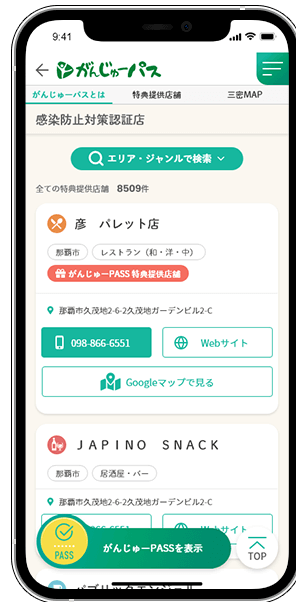 9:41
がんじゅーパス
がんじゅーパスとは 特典提供店舗 三密MAP
感染防止対策認証店
エリア・ジャンルで検索
全ての特典提供店舗 8509件
彦 パレット店
那覇市 レストラン（和・洋・中）
がんじゅーPASS 特典提供店舗
那覇市久茂地2-6-2久茂地ガーデンビル2-C
098-866-6551 Webサイト
Googleマップで見る
JAPINO SNACK
那覇市 居酒屋・バー
那覇市久茂地2-6-2久茂地ガーデンビル2-C
866-6551
PASS がんじゅーPASSを表示 TOP